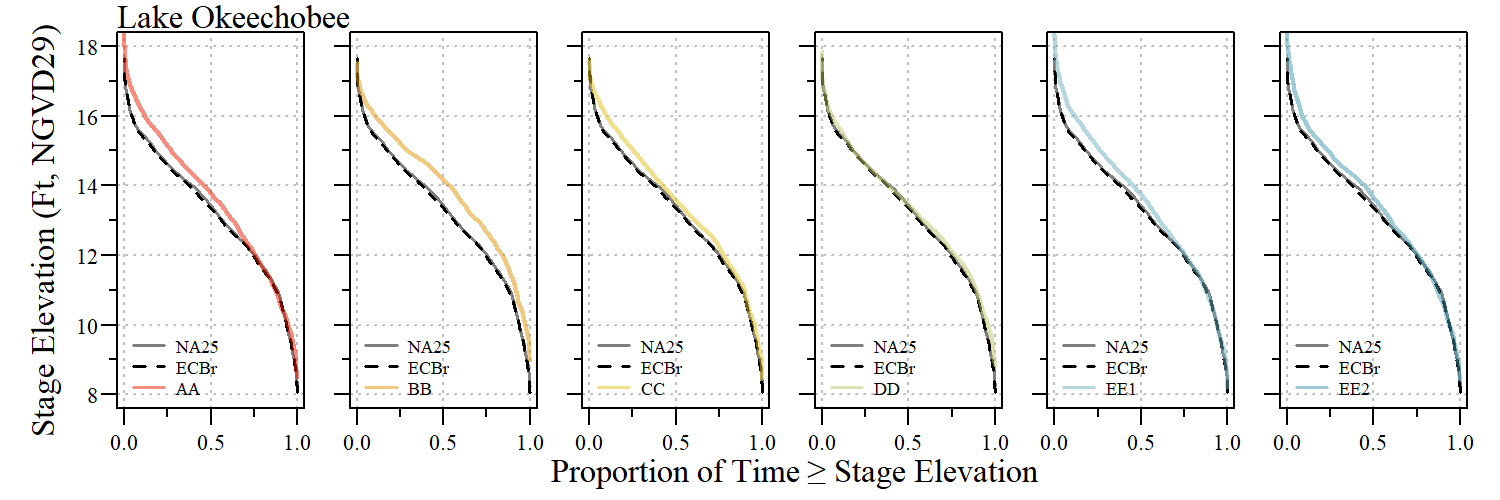 Lake Okeechobee
Stage Elevation (Ft, NGVD29)
18
16
14
12
10
8
NA25
ECBr
AA
NA25
ECBr
BB
NA25
ECBr
CC
NA25
ECBr
DD
NA25
ECBr
EE1
NA25
ECBr
EE2
0.0 0.5 1.0 0.0 0.5 1.0 0.0 0.5 1.0 0.0 0.5 1.0 0.0 0.5 1.0 0.0 0.5 1.0
Proportion of Time ≥ Stage Elevation